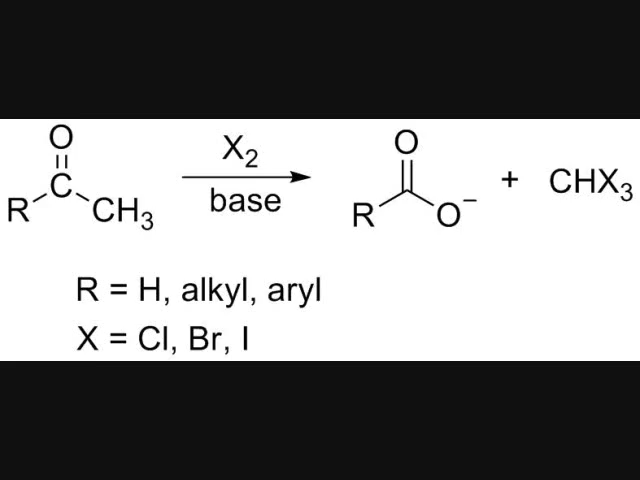 O
C
R
CH₃
X₂
base
O
R
O⁻
+ CHX₃
R = H, alkyl, aryl
X = Cl, Br, I